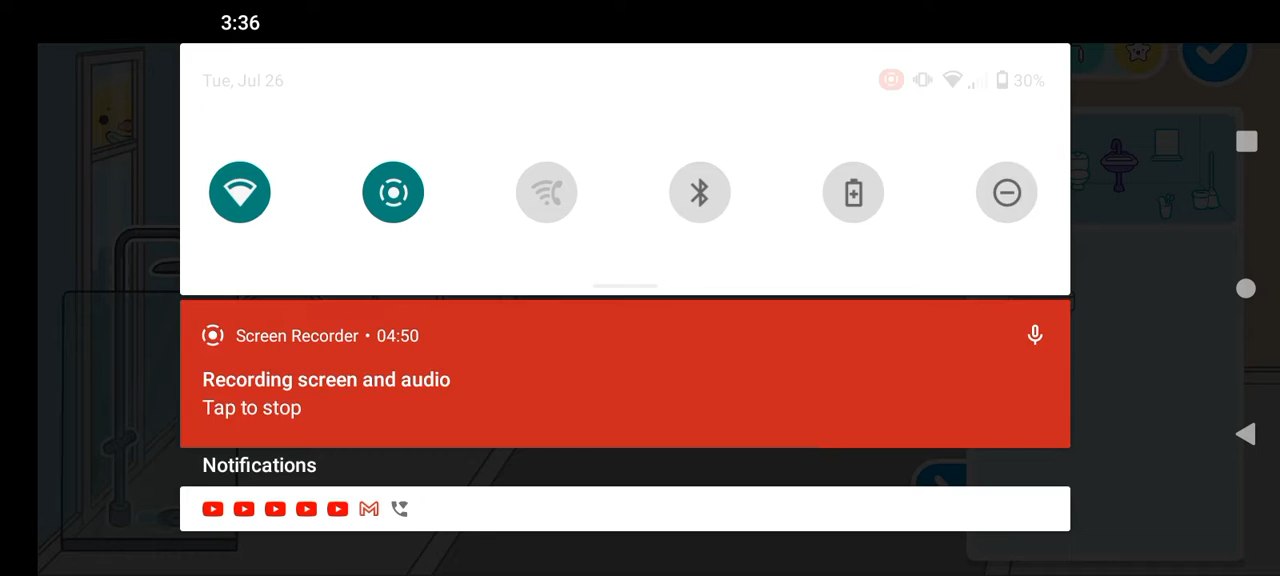 3:36
Tue, Jul 26
30%
Screen Recorder • 04:50
Recording screen and audio
Tap to stop
Notifications